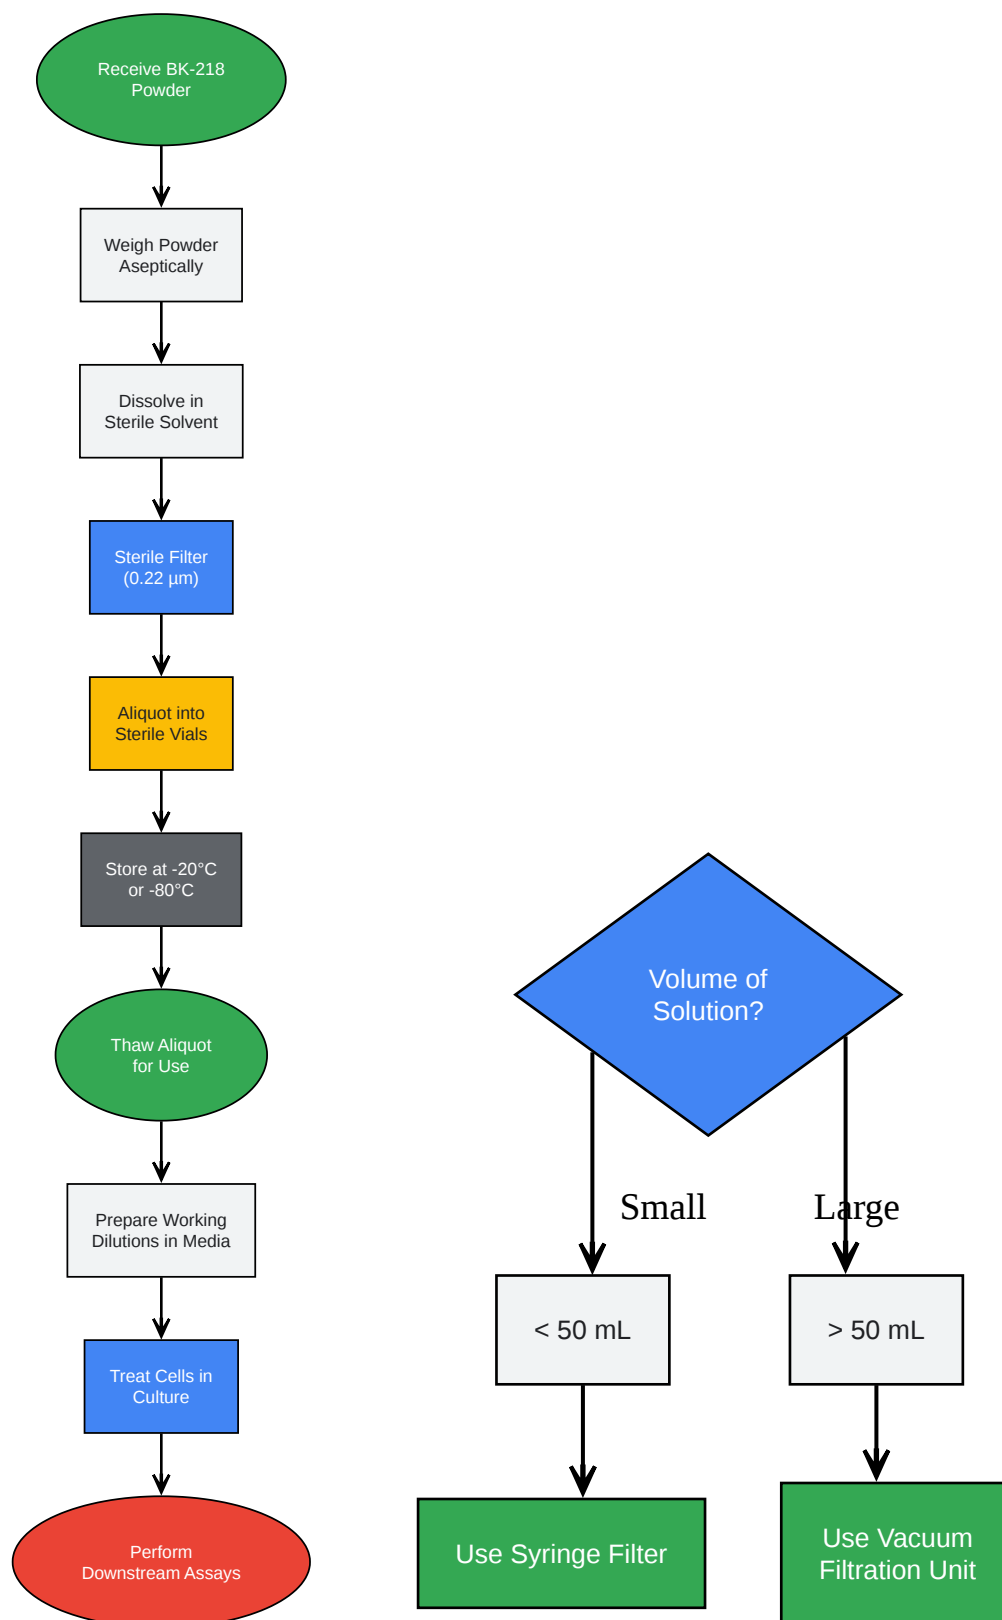 Receive BK-218
Powder
Weigh Powder
Aseptically
Dissolve in
Sterile Solvent
Sterile Filter
(0.22 µm)
Aliquot into
Sterile Vials
Store at -20°C
or -80°C
Thaw Aliquot
for Use
Prepare Working
Dilutions in Media
Treat Cells in
Culture
Perform
Downstream Assays
Volume of
Solution?
Small
Large
< 50 mL
> 50 mL
Use Syringe Filter
Use Vacuum
Filtration Unit